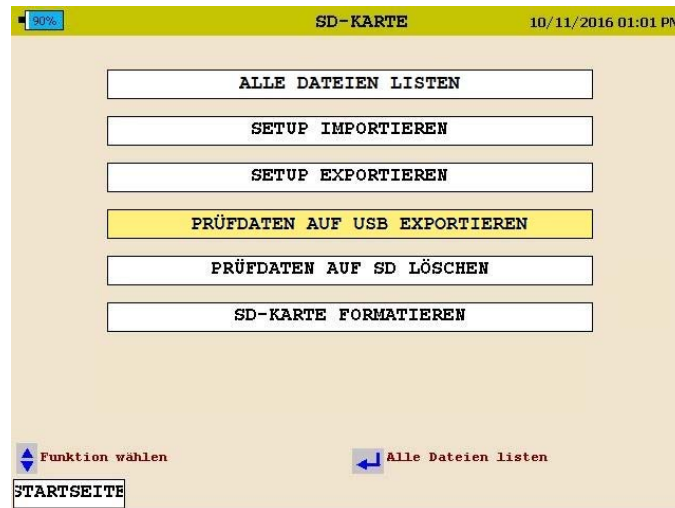 90% SD-KARTE 10/11/2016 01:01 PM
ALLE DATEIEN LISTEN
SETUP IMPORTIEREN
SETUP EXPORTIEREN
PRÜFDATEN AUF USB EXPORTIEREN
PRÜFDATEN AUF SD LÖSCHEN
SD-KARTE FORMATIEREN
Funktion wählen Alle Dateien listen
STARTSEITE